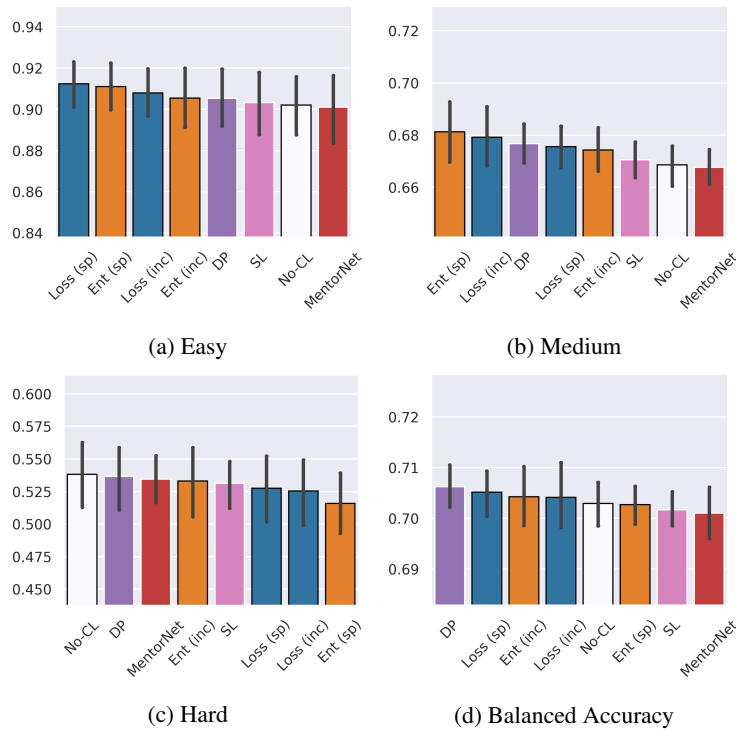 0.94
0.92
0.90
0.88
0.86
0.84
Loss (sp)
Ent (sp)
Loss (inc)
Ent (inc)
DP
SL
No-CL
MentorNet
(a) Easy
0.72
0.70
0.68
0.66
Ent (sp)
Loss (inc)
DP
Loss (sp)
Ent (inc)
SL
No-CL
MentorNet
(b) Medium
0.600
0.575
0.550
0.525
0.500
0.475
0.450
No-CL
DP
MentorNet
Ent (inc)
SL
Loss (sp)
Loss (inc)
Ent (sp)
(c) Hard
0.72
0.71
0.70
0.69
DP
Loss (sp)
Ent (inc)
Loss (inc)
No-CL
Ent (sp)
SL
MentorNet
(d) Balanced Accuracy